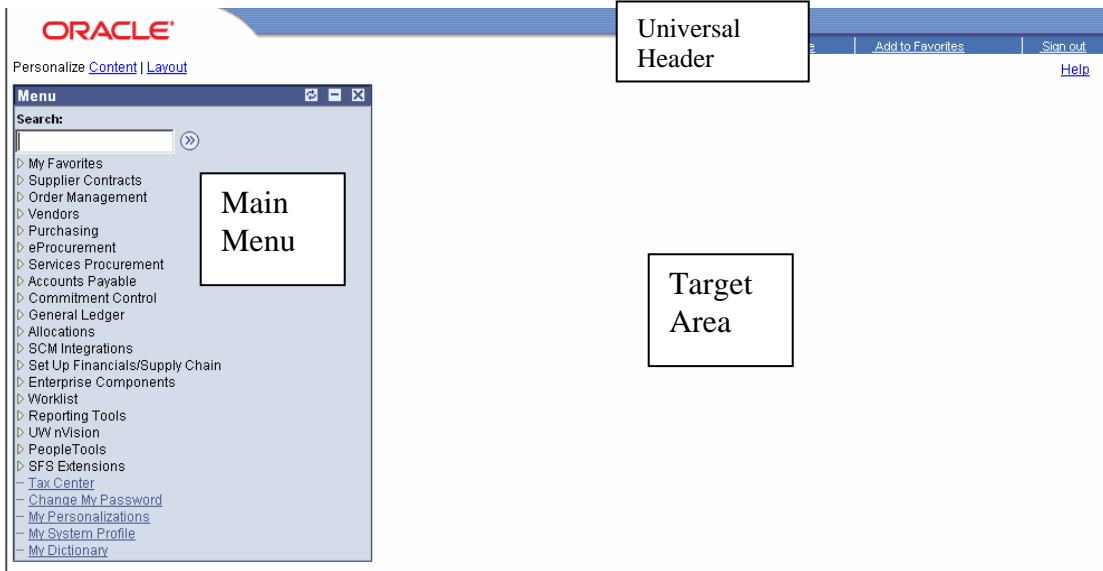 ORACLE
Universal
Header
Add to Favorites
Sign out
Personalize Content | Layout
Help
Menu
Search:
My Favorites
Supplier Contracts
Order Management
Vendors
Purchasing
eProcurement
Services Procurement
Accounts Payable
Commitment Control
General Ledger
Allocations
SCM Integrations
Set Up Financials/Supply Chain
Enterprise Components
Worklist
Reporting Tools
UW nVision
PeopleTools
SFS Extensions
Tax Center
Change My Password
My Personalizations
My System Profile
My Dictionary
Main
Menu
Target
Area